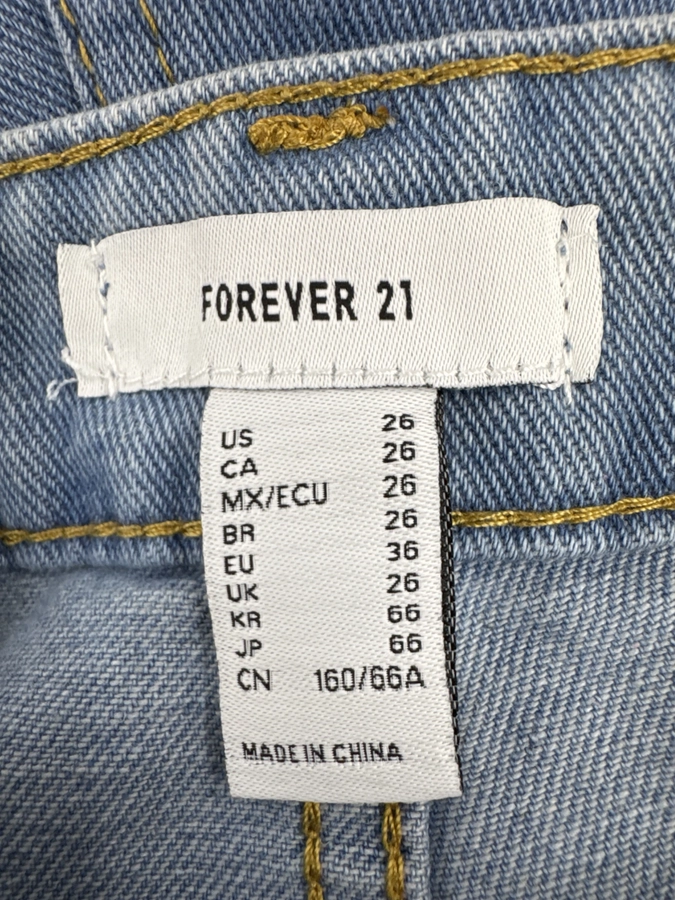 FOREVER 21
US 26
CA 26
MX/ECU 26
BR 26
EU 36
UK 26
KR 66
JP 66
CN 160/66A
MADE IN CHINA